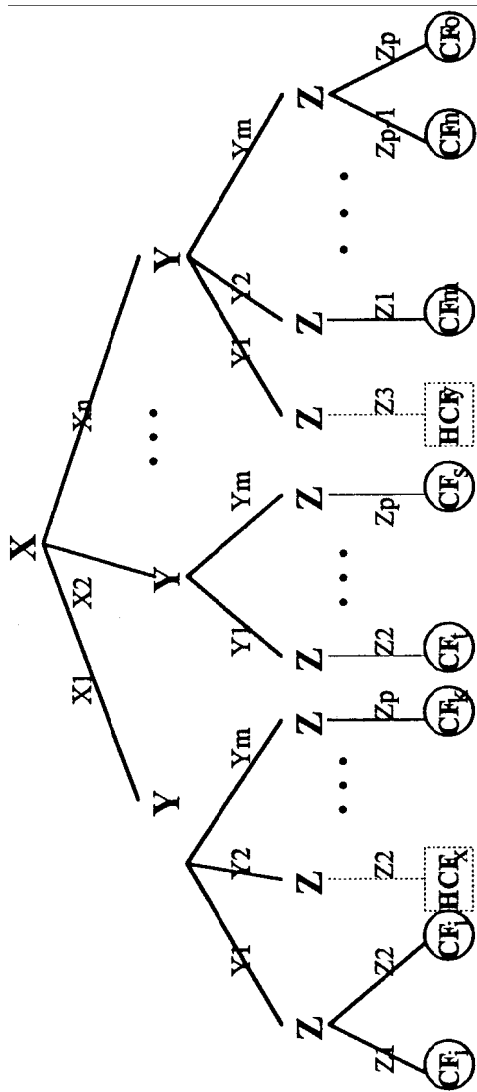 X
X1 X2 Xn
Y Y • • • Y
Y1 Y2 Ym Y1 Ym Y1 Y2 Ym
Z Z • • • Z Z • • • Z Z Z • • • Z
Z1 Z2 Z2 Zp Z2 Zp Z3 Z1 Zp-1 Zp
CFi CFj HCFx CFk CFt CFs HCFy CFm CFn CFo